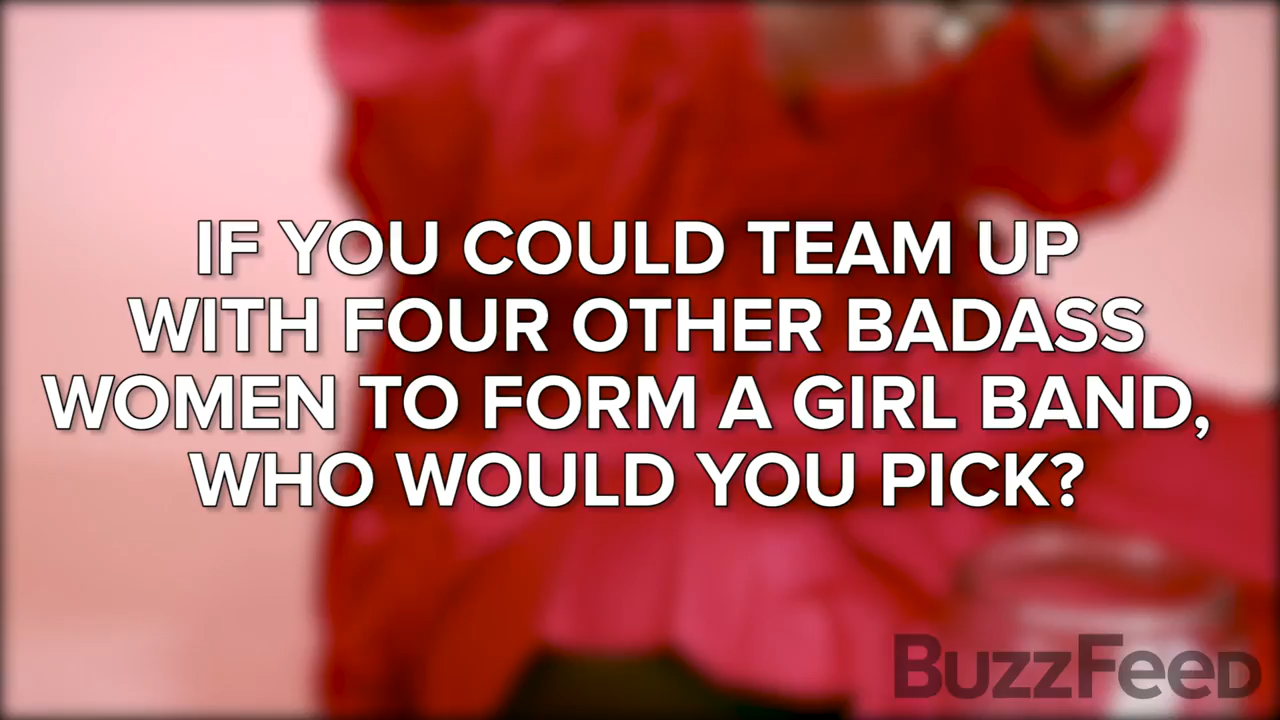 IF YOU COULD TEAM UP
WITH FOUR OTHER BADASS
WOMEN TO FORM A GIRL BAND,
WHO WOULD YOU PICK?
BUZZFEED